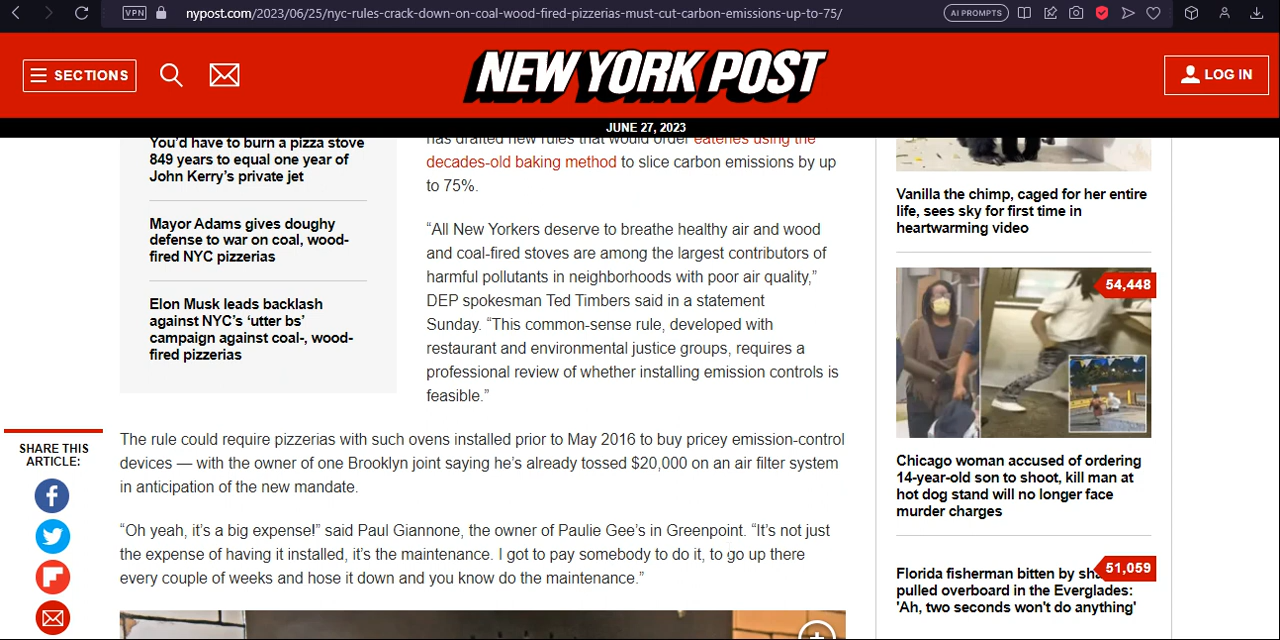 VPN
nypost.com/2023/06/25/nyc-rules-crack-down-on-coal-wood-fired-pizzerias-must-cut-carbon-emissions-up-to-75/
AI PROMPTS
SECTIONS
NEW YORK POST
LOG IN
JUNE 27, 2023
You'd have to burn a pizza stove
849 years to equal one year of
John Kerry's private jet
Mayor Adams gives doughy
defense to war on coal, wood-
fired NYC pizzerias
Elon Musk leads backlash
against NYC's ‘utter bs’
campaign against coal-, wood-
fired pizzerias
has drafted new rules that would order eateries using the
decades-old baking method to slice carbon emissions by up
to 75%.
“All New Yorkers deserve to breathe healthy air and wood
and coal-fired stoves are among the largest contributors of
harmful pollutants in neighborhoods with poor air quality,”
DEP spokesman Ted Timbers said in a statement
Sunday. “This common-sense rule, developed with
restaurant and environmental justice groups, requires a
professional review of whether installing emission controls is
feasible.”
SHARE THIS
ARTICLE:
The rule could require pizzerias with such ovens installed prior to May 2016 to buy pricey emission-control
devices — with the owner of one Brooklyn joint saying he's already tossed $20,000 on an air filter system
in anticipation of the new mandate.
“Oh yeah, it's a big expense!” said Paul Giannone, the owner of Paulie Gee's in Greenpoint. “It's not just
the expense of having it installed, it's the maintenance. I got to pay somebody to do it, to go up there
every couple of weeks and hose it down and you know do the maintenance.”
Vanilla the chimp, caged for her entire
life, sees sky for first time in
heartwarming video
54,448
Chicago woman accused of ordering
14-year-old son to shoot, kill man at
hot dog stand will no longer face
murder charges
51,059
Florida fisherman bitten by
pulled overboard in the Everglades:
'Ah, two seconds won't do anything'